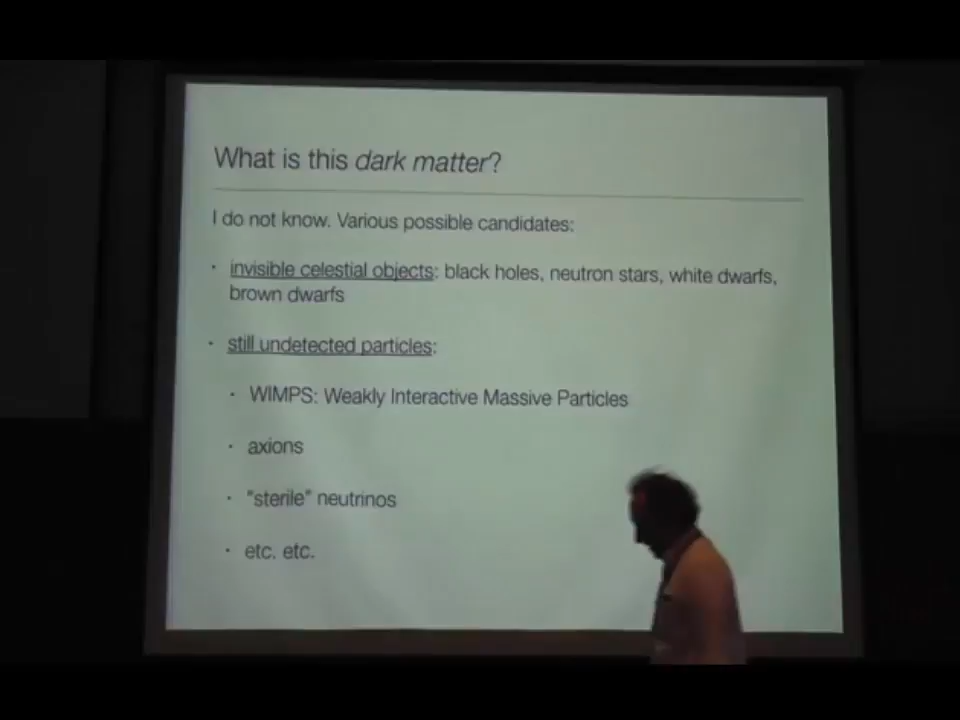 What is this dark matter?
I do not know. Various possible candidates:
· invisible celestial objects: black holes, neutron stars, white dwarfs,
brown dwarfs
· still undetected particles:
· WIMPS: Weakly Interactive Massive Particles
· axions
· "sterile" neutrinos
· etc. etc.